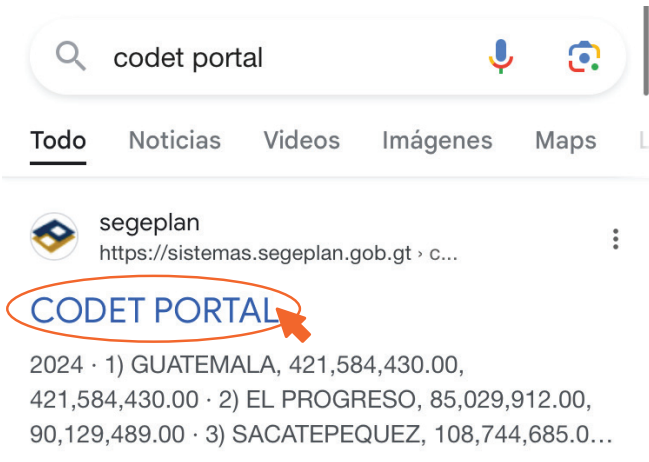 codet portal
Todo Noticias Videos Imágenes Maps L
segeplan
https://sistemas.segeplan.gob.gt › c...
CODET PORTAL
2024 · 1) GUATEMALA, 421,584,430.00,
421,584,430.00 · 2) EL PROGRESO, 85,029,912.00,
90,129,489.00 · 3) SACATEPEQUEZ, 108,744,685.0...